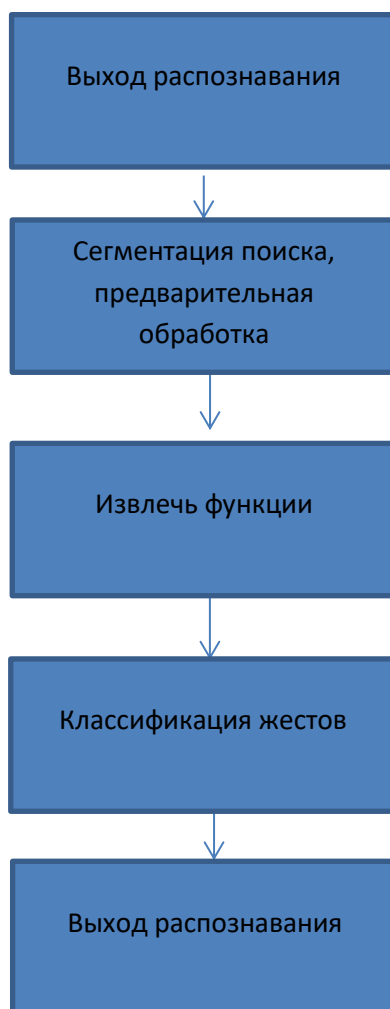 Выход распознавания
Сегментация поиска,
предварительная
обработка
Извлечь функции
Классификация жестов
Выход распознавания